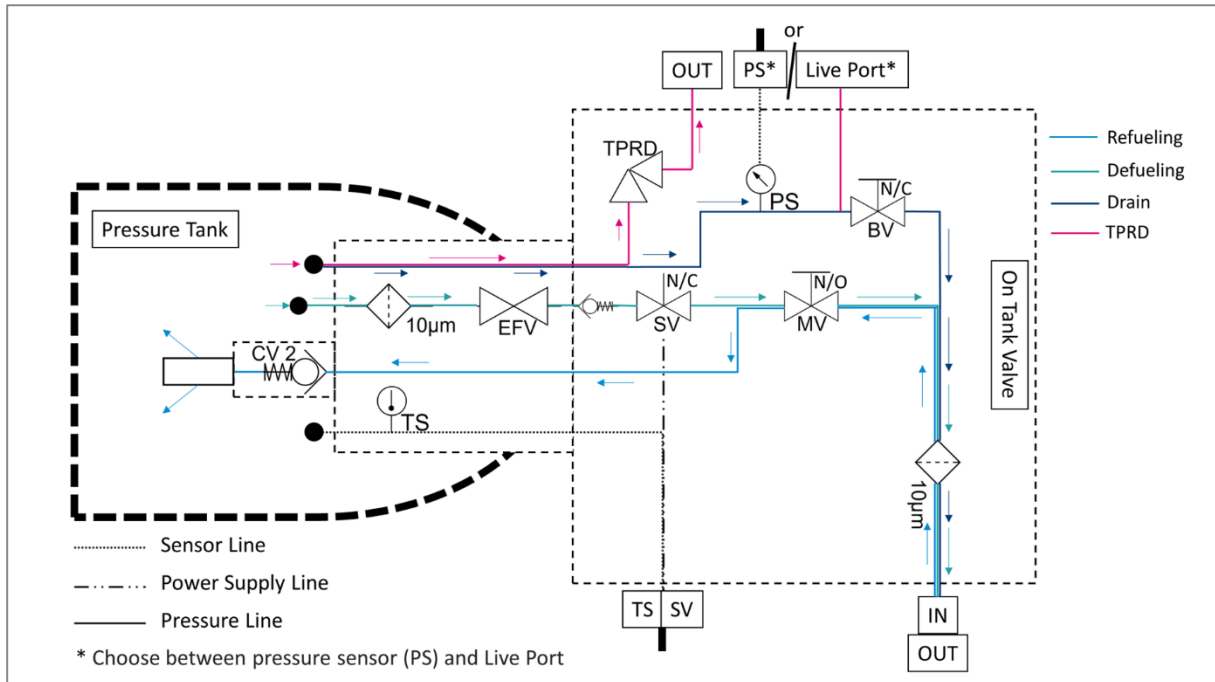 or
OUT
PS*
Live Port*
TPRD
N/C
PS
BV
Refueling
Defueling
Drain
TPRD
Pressure Tank
On Tank Valve
10μm
EFV
N/C
SV
N/O
MV
CV 2
TS
10μm
Sensor Line
Power Supply Line
Pressure Line
* Choose between pressure sensor (PS) and Live Port
TS SV
IN
OUT